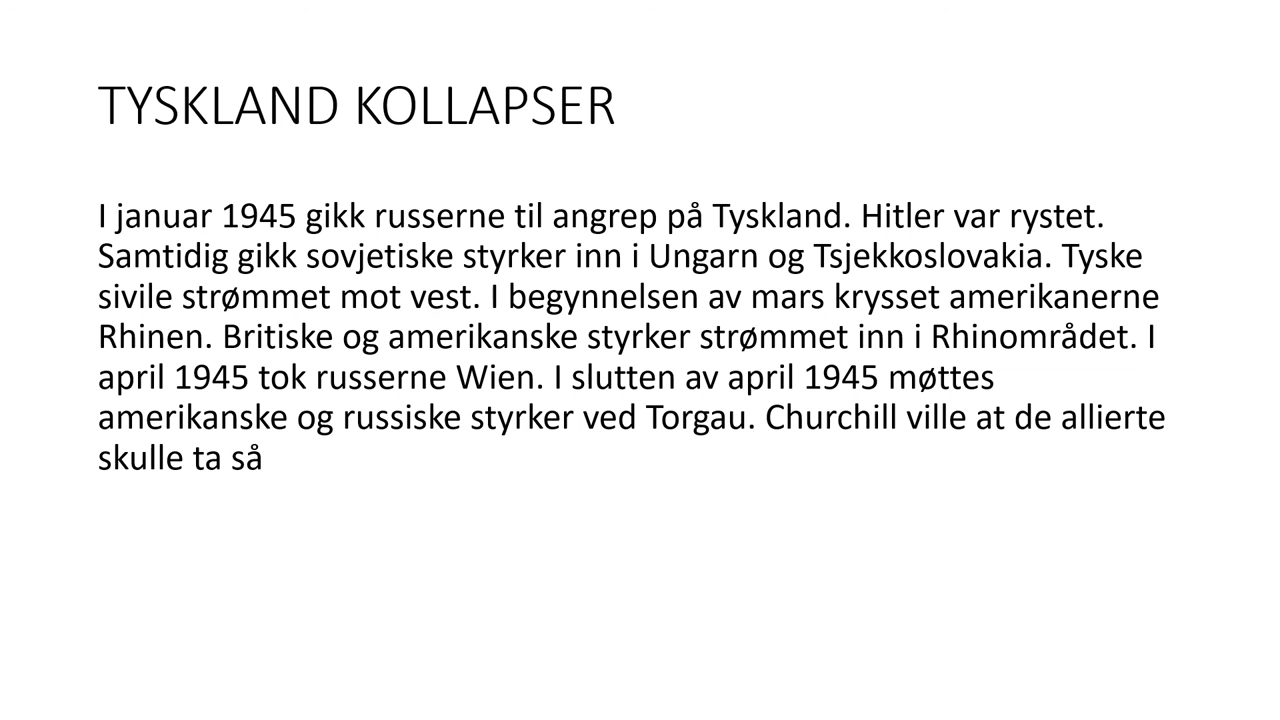 TYSKLAND KOLLAPSER
I januar 1945 gikk russerne til angrep på Tyskland. Hitler var rystet.
Samtidig gikk sovjetiske styrker inn i Ungarn og Tsjekkoslovakia. Tyske
sivile strømmet mot vest. I begynnelsen av mars krysset amerikanerne
Rhinen. Britiske og amerikanske styrker strømmet inn i Rhinområdet. I
april 1945 tok russerne Wien. I slutten av april 1945 møttes
amerikanske og russiske styrker ved Torgau. Churchill ville at de allierte
skulle ta så